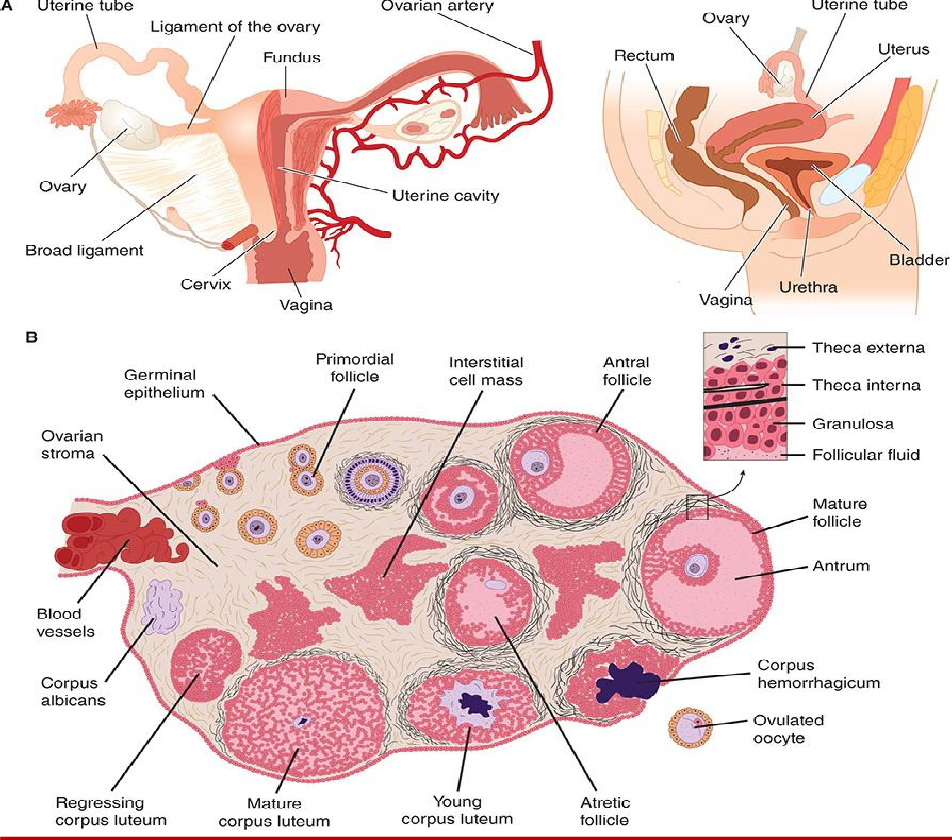 A
Uterine tube
Ligament of the ovary
Fundus
Ovarian artery
Ovary
Broad ligament
Cervix
Vagina
Uterine cavity
Ovary
Uterine tube
Rectum
Uterus
Bladder
Urethra
Vagina
B
Germinal
epithelium
Primordial
follicle
Interstitial
cell mass
Antral
follicle
Theca externa
Theca interna
Granulosa
Follicular fluid
Ovarian
stroma
Mature
follicle
Antrum
Blood
vessels
Corpus
albicans
Corpus
hemorrhagicum
Ovulated
oocyte
Regressing
corpus luteum
Mature
corpus luteum
Young
corpus luteum
Atretic
follicle